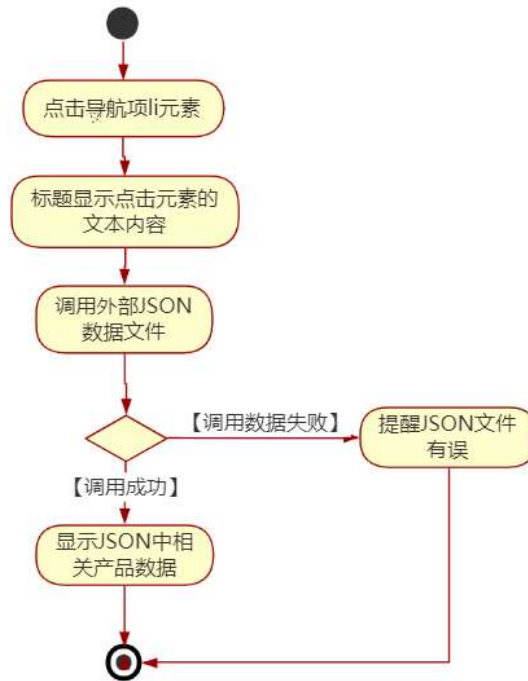 点击导航项li元素
标题显示点击元素的
文本内容
调用外部JSON
数据文件
【调用数据失败】
提醒JSON文件
有误
【调用成功】
显示JSON中相
关产品数据